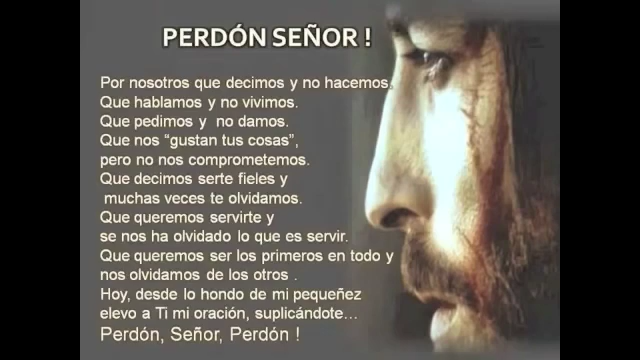 PERDÓN SEÑOR !
Por nosotros que decimos y no hacemos.
Que hablamos y no vivimos.
Que pedimos y no damos.
Que nos “gustan tus cosas”,
pero no nos comprometemos.
Que decimos serte fieles y
muchas veces te olvidamos.
Que queremos servirte y
se nos ha olvidado lo que es servir.
Que queremos ser los primeros en todo y
nos olvidamos de los otros .
Hoy, desde lo hondo de mi pequeñez
elevo a Ti mi oración, suplicándote…
Perdón, Señor, Perdón !